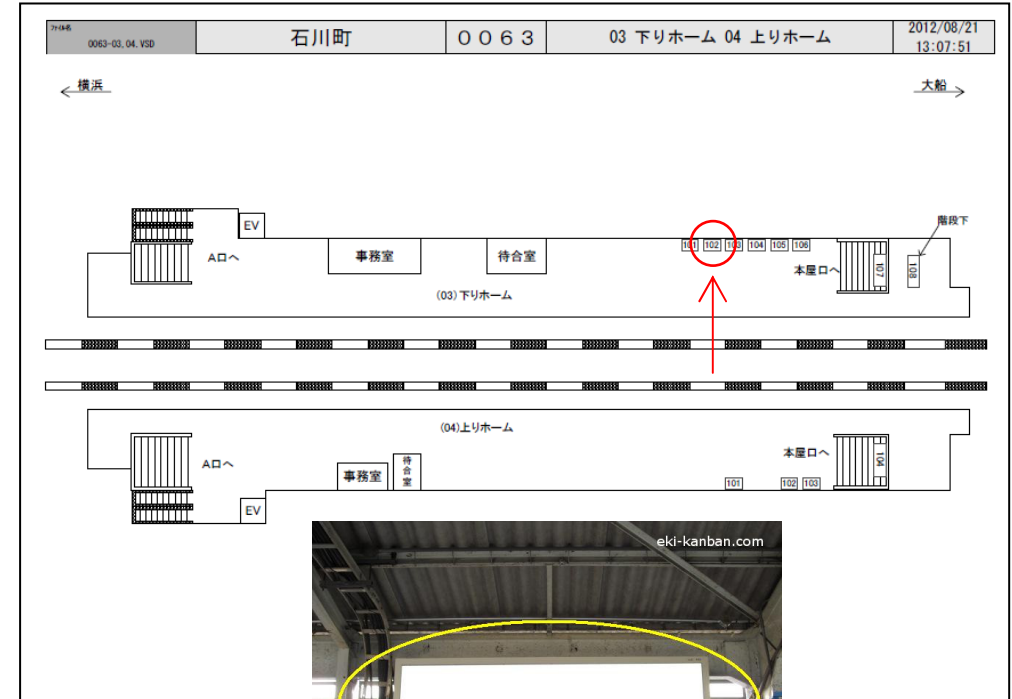 ファイル名
0063-03,04.VSD
石川町
００６３
03 下りホーム 04 上りホーム
2012/08/21
13:07:51
横浜
大船
階段下
EV
A口へ
事務室
待合室
101 102 103 104 105 106
本屋口へ
107
108
(03)下りホーム
(04)上りホーム
A口へ
事務室
待合室
本屋口へ
104
101
102 103
EV
eki-kanban.com